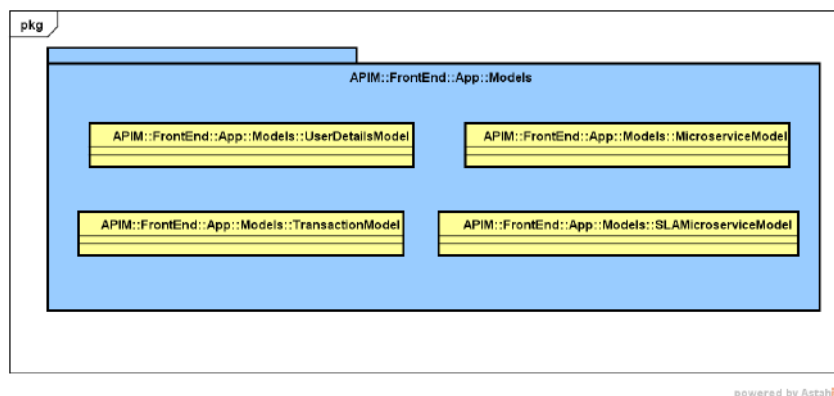 pkg
APIM::FrontEnd::App::Models
APIM::FrontEnd::App::Models::UserDetailsModel
APIM::FrontEnd::App::Models::MicroserviceModel
APIM::FrontEnd::App::Models::TransactionModel
APIM::FrontEnd::App::Models::SLAMicroserviceModel
powered by Astah